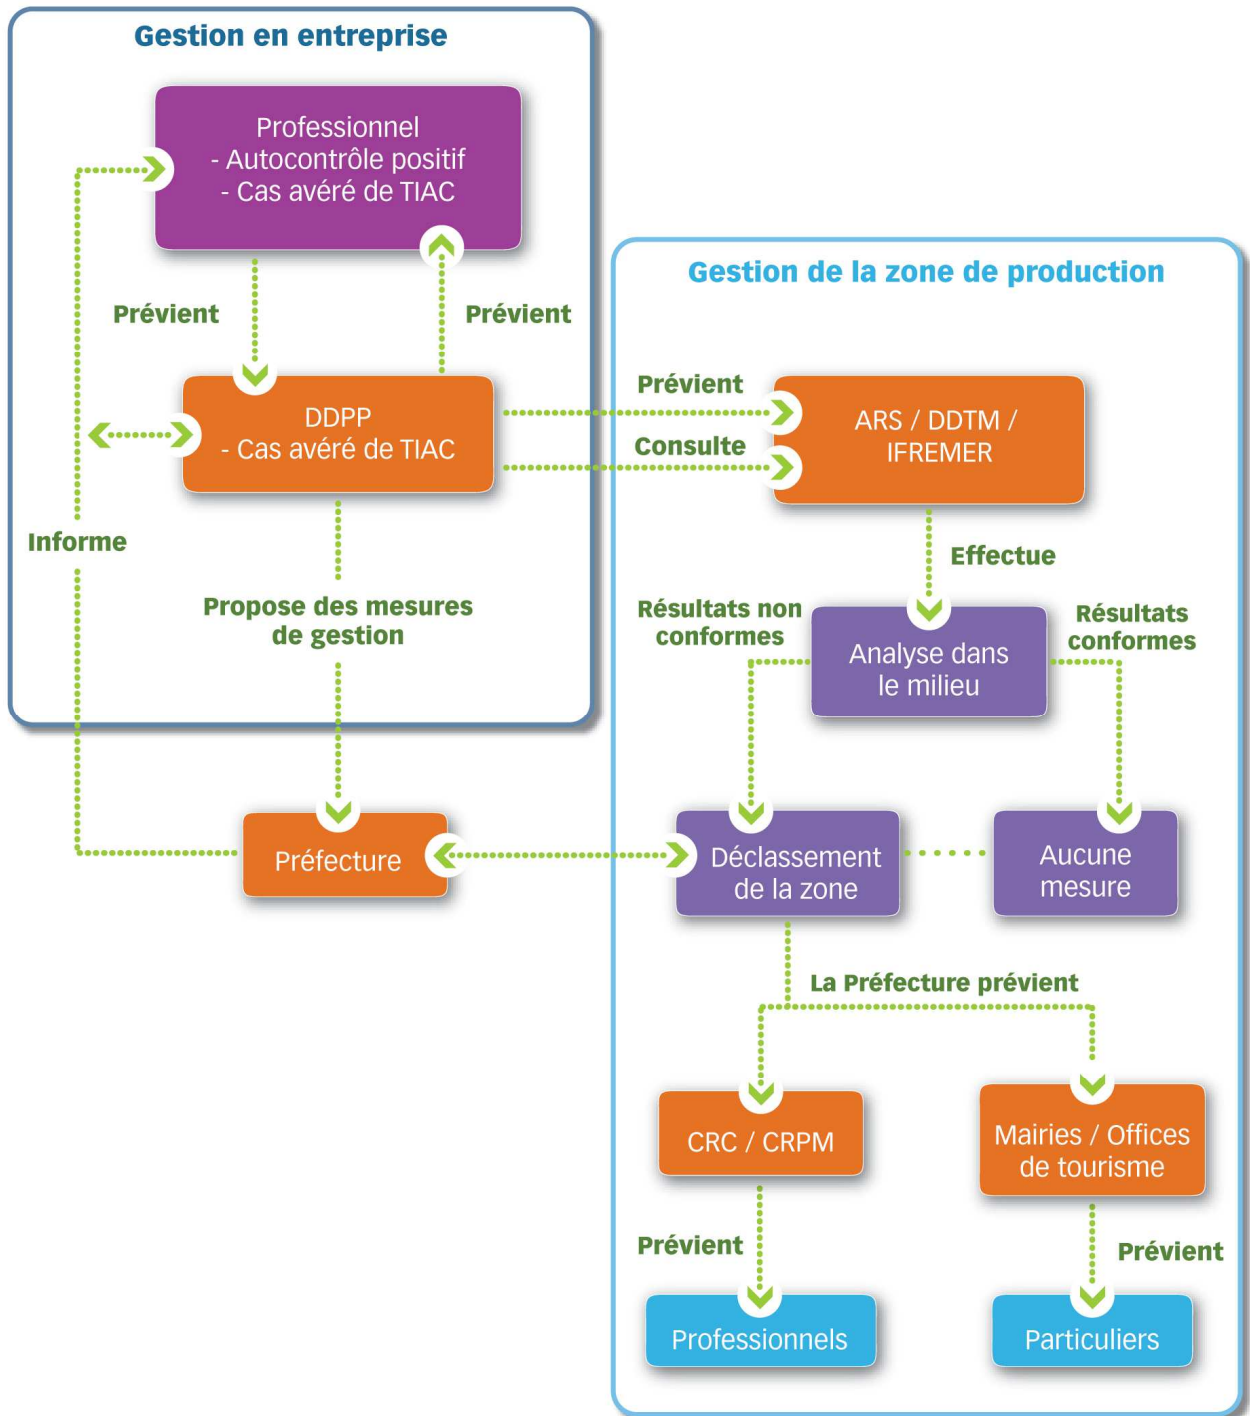 Gestion en entreprise
Professionnel
- Autocontrôle positif
- Cas avéré de TIAC
Prévient
Prévient
DDPP
- Cas avéré de TIAC
Informe
Propose des mesures
de gestion
Préfecture
Gestion de la zone de production
Prévient
Consulte
ARS / DDTM /
IFREMER
Effectue
Résultats non
conformes
Résultats
conformes
Analyse dans
le milieu
Déclassement
de la zone
Aucune
mesure
La Préfecture prévient
CRC / CRPM
Mairies / Offices
de tourisme
Prévient
Prévient
Professionnels
Particuliers